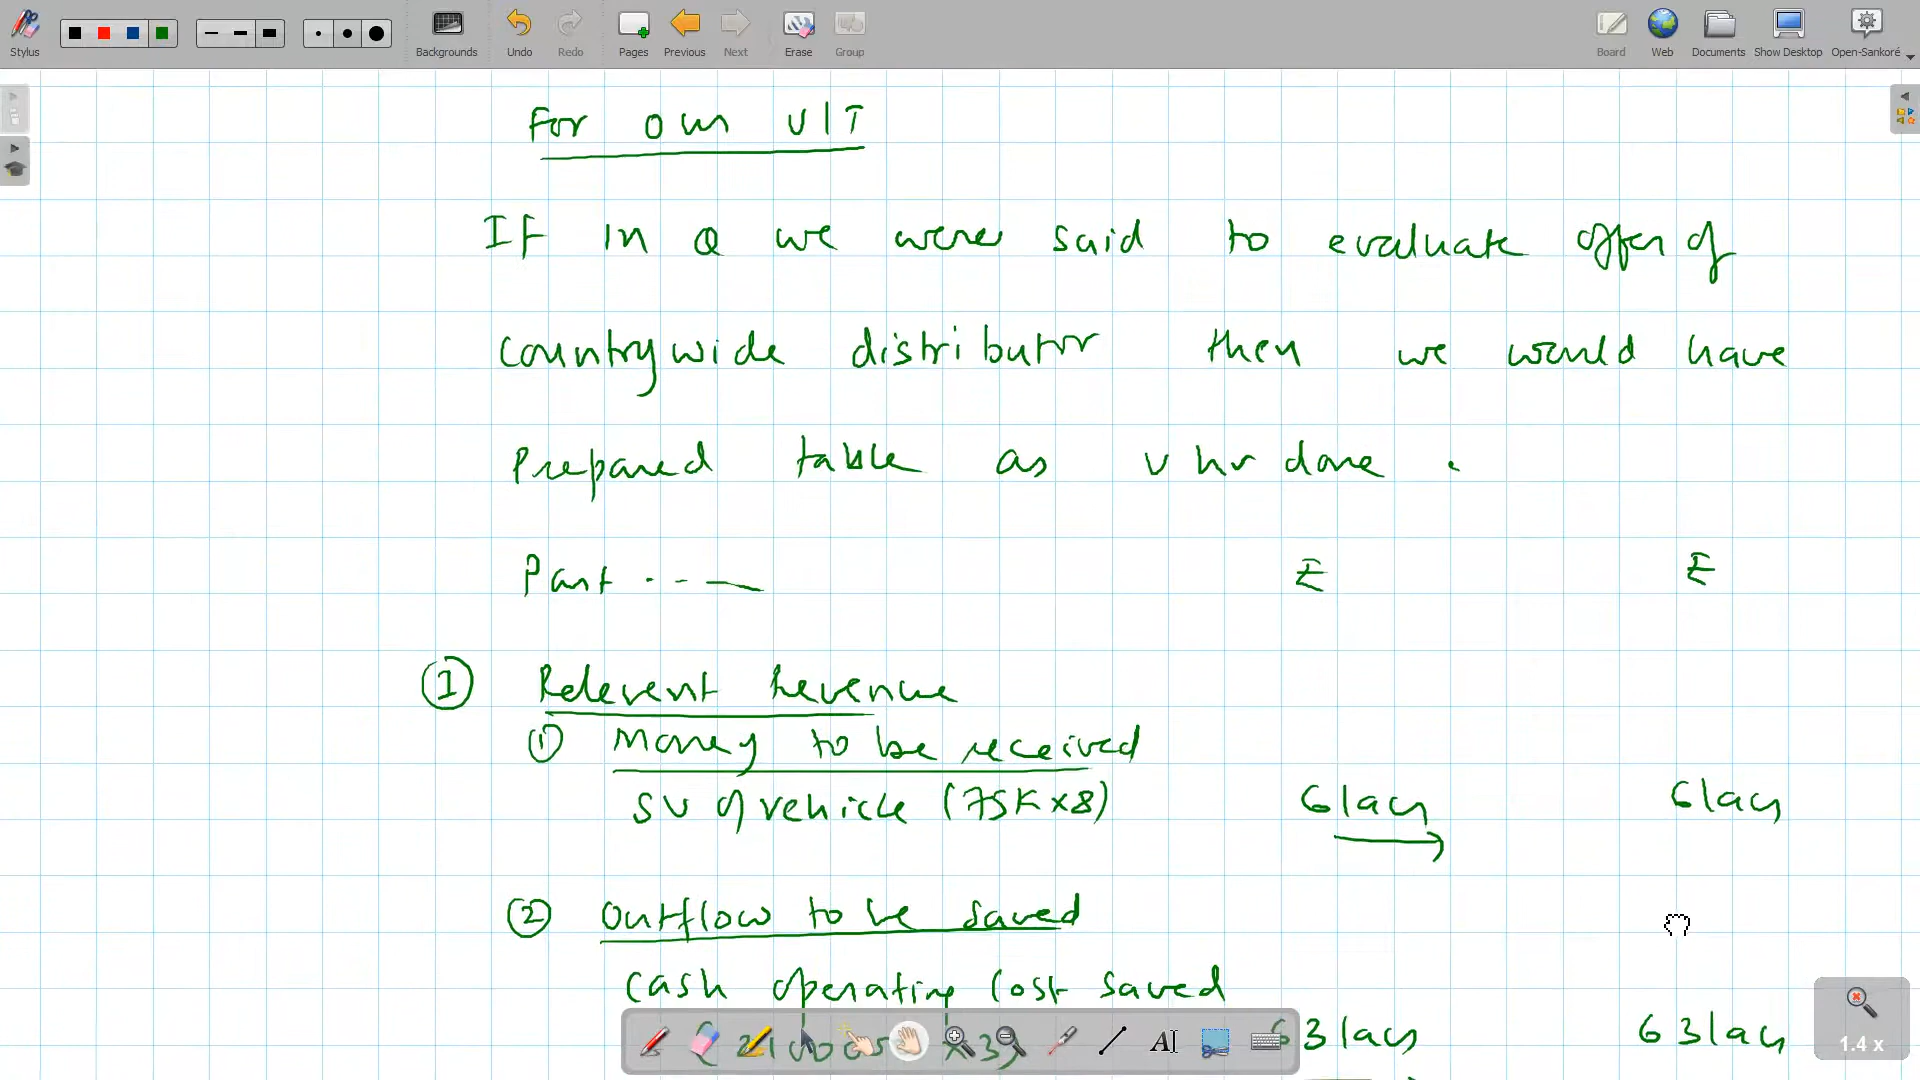 Stylus Backgrounds Undo Redo Pages Previous Next Erase Group Board Web Documents Show Desktop Open-Sankoré
For our U/T
If in Q we were said to evaluate offer of
countrywide distributor then we would have
prepared table as v hv done.
Part
I Relevent Revenue
1 Money to be received
SV of vehicle (75K×8) 6 lacs 6 lacs
2 Outflow to be saved
cash operating cost saved
63 lacs 63 lacs
1.4 x